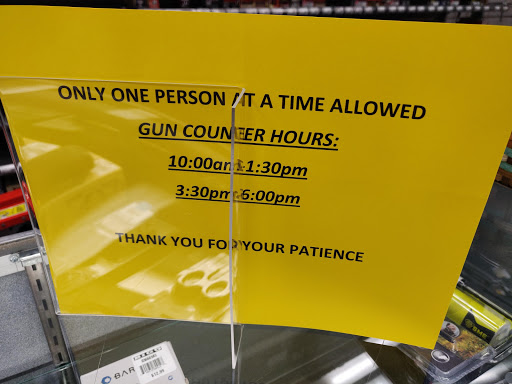 ONLY ONE PERSON AT A TIME ALLOWED
GUN COUNTER HOURS:
10:00am-1:30pm
3:30pm-6:00pm
THANK YOU FOR YOUR PATIENCE
BAR